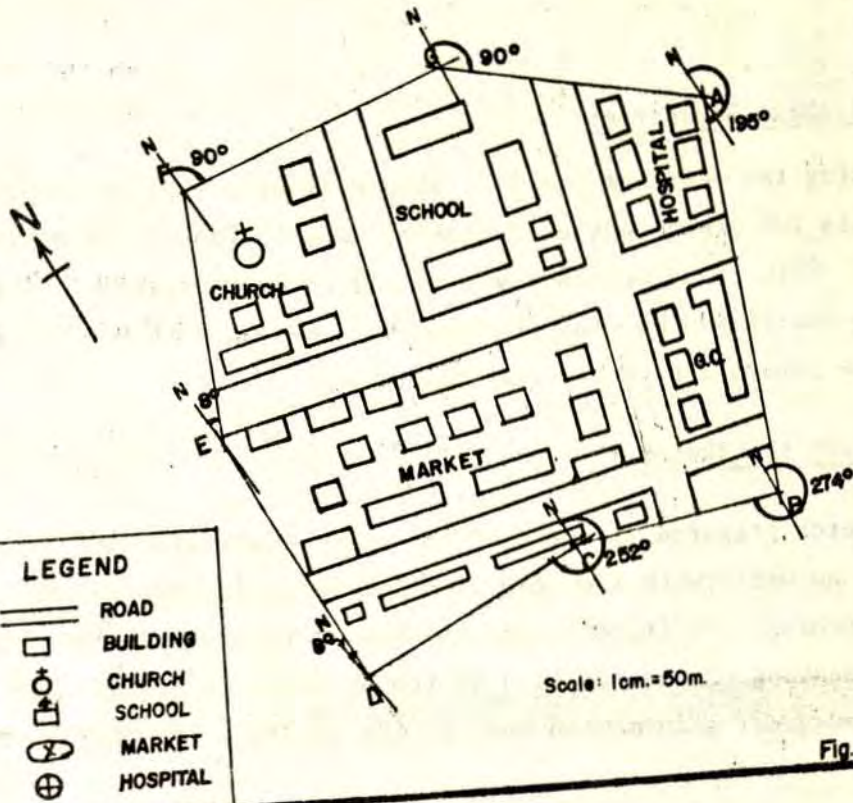 N
G
90°
N
A
195°
N
F
90°
HOSPITAL
SCHOOL
N
CHURCH
G.C.
N
8°
E
MARKET
N
B
274°
N
C
252°
N
8°
D
LEGEND
ROAD
BUILDING
CHURCH
SCHOOL
MARKET
HOSPITAL
Scale: 1cm.=50m.
Fig.